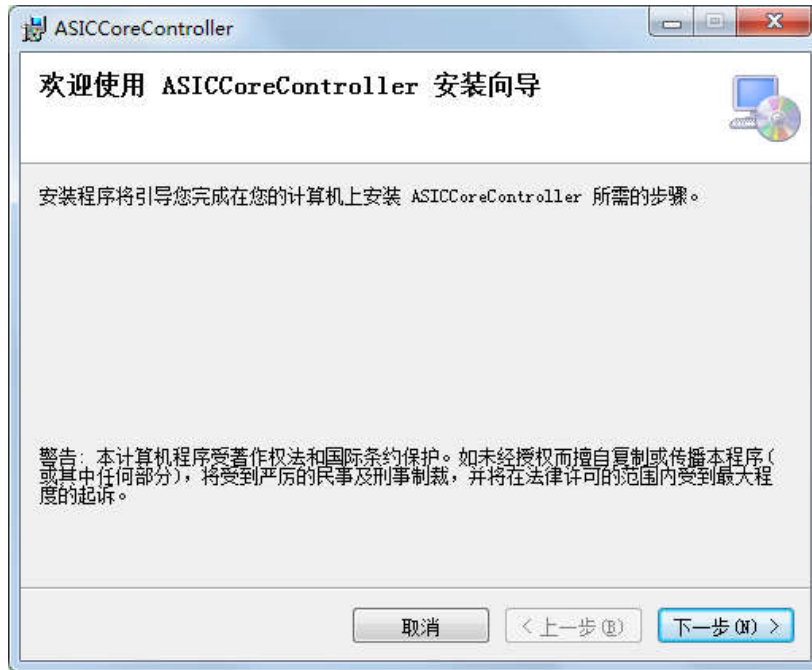 ASICCoreController
欢迎使用 ASICCoreController 安装向导
安装程序将引导您完成在您的计算机上安装 ASICCoreController 所需的步骤。
警告: 本计算机程序受著作权法和国际条约保护。如未经授权而擅自复制或传播本程序(
或其中任何部分)，将受到严厉的民事及刑事制裁，并将在法律许可的范围内受到最大程
度的起诉。
取消
<上一步(B)
下一步(N) >